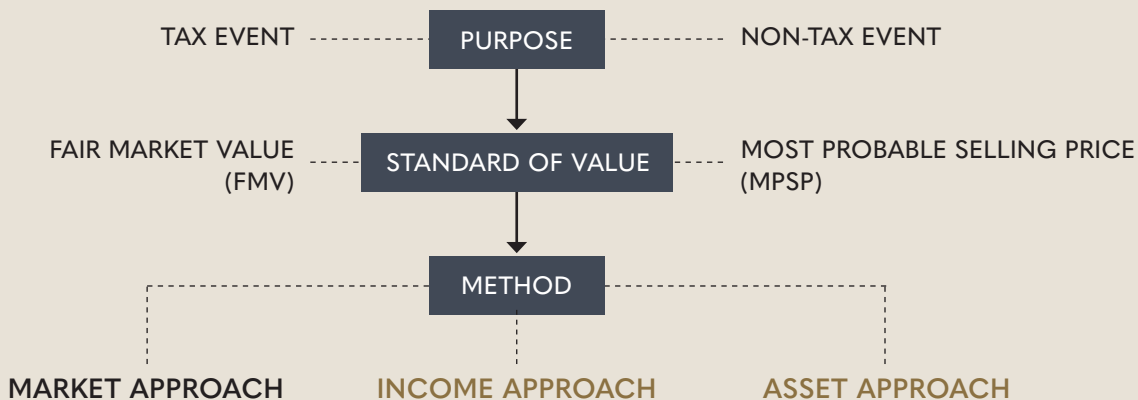 TAX EVENT
PURPOSE
NON-TAX EVENT
FAIR MARKET VALUE
(FMV)
STANDARD OF VALUE
MOST PROBABLE SELLING PRICE
(MPSP)
METHOD
MARKET APPROACH
INCOME APPROACH
ASSET APPROACH